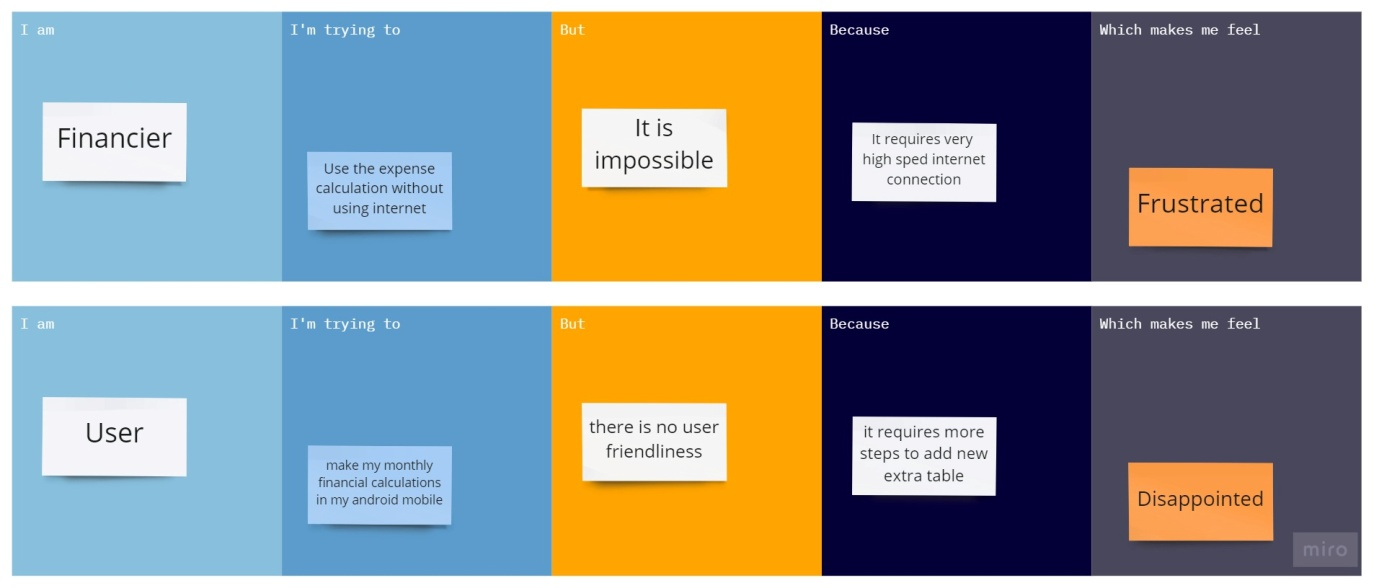 I am
I'm trying to
But
Because
Which makes me feel
Financier
Use the expense
calculation without
using internet
It is
impossible
It requires very
high sped internet
connection
Frustrated
I am
I'm trying to
But
Because
Which makes me feel
User
make my monthly
financial calculations
in my android mobile
there is no user
friendliness
it requires more
steps to add new
extra table
Disappointed
miro